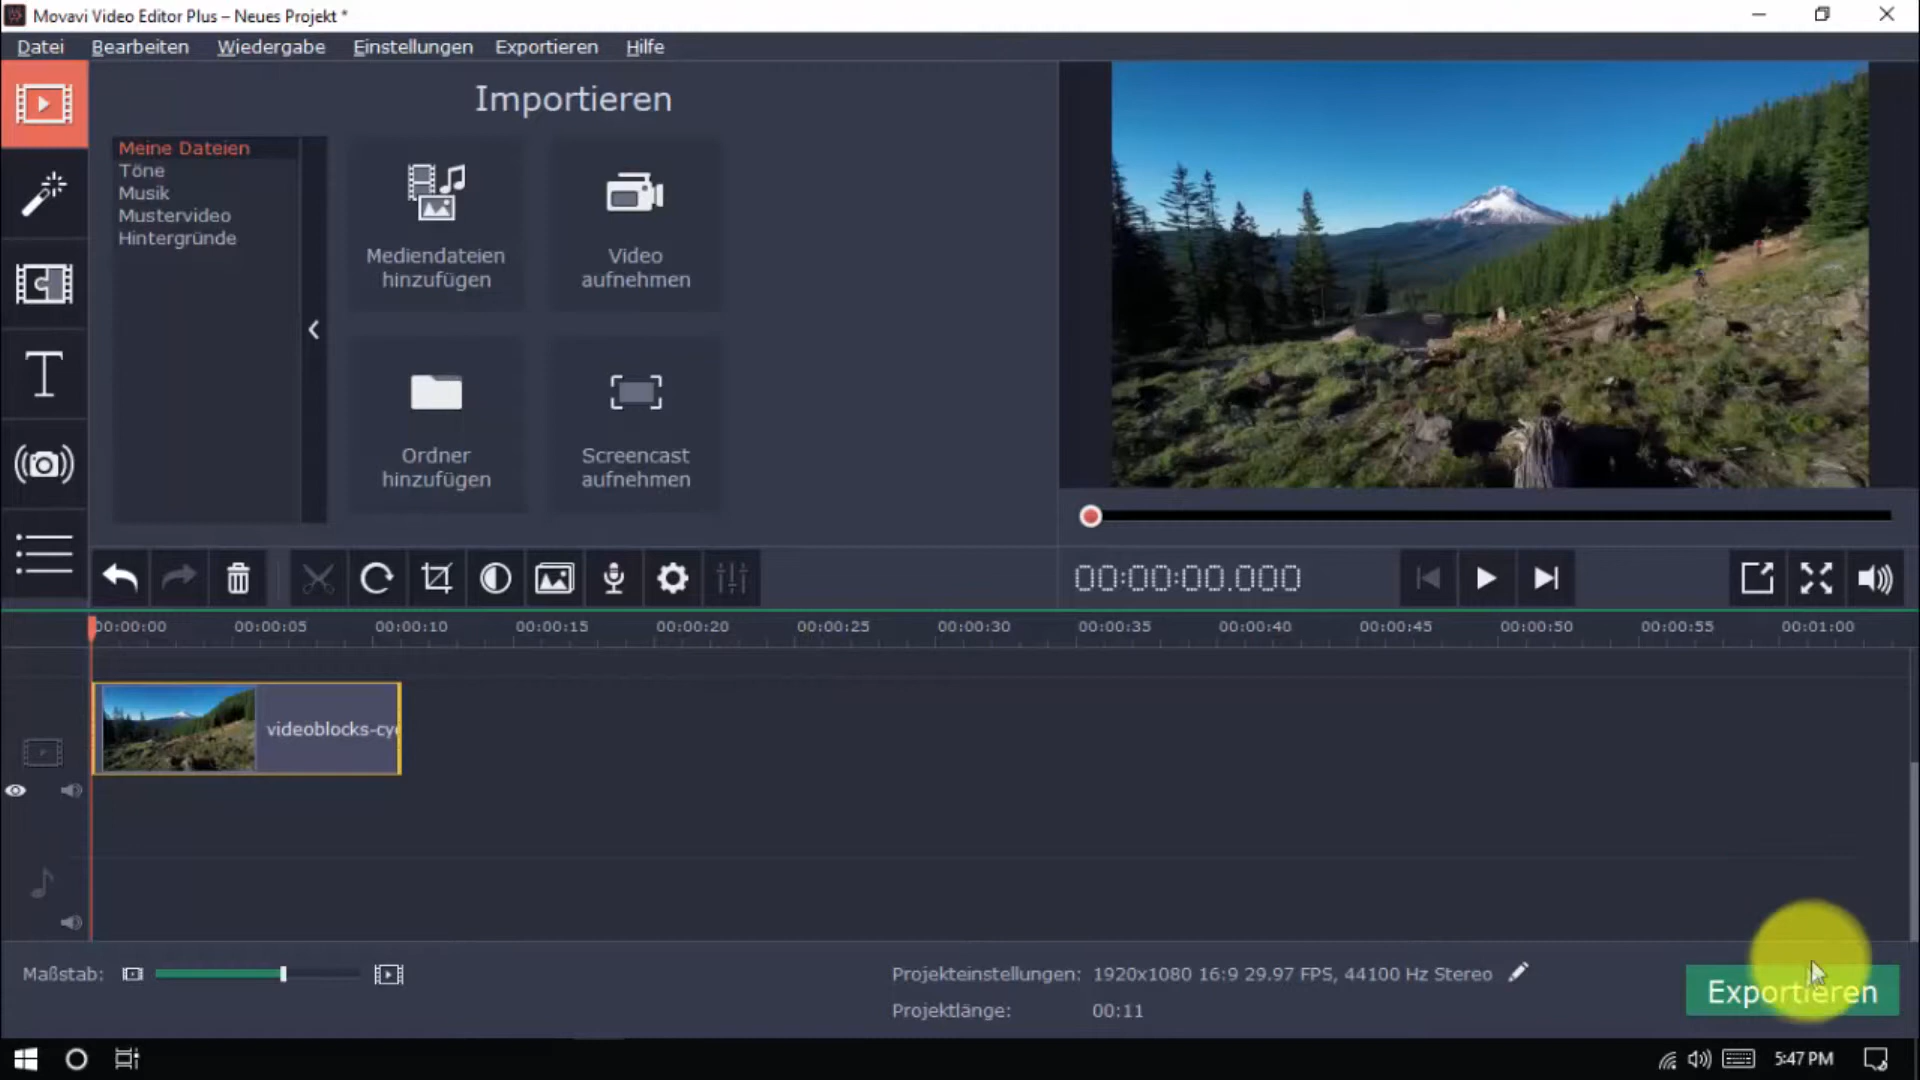 Movavi Video Editor Plus – Neues Projekt *
Datei Bearbeiten Wiedergabe Einstellungen Exportieren Hilfe
Importieren
Meine Dateien
Töne
Musik
Mustervideo
Hintergründe
Mediendateien
hinzufügen
Video
aufnehmen
Ordner
hinzufügen
Screencast
aufnehmen
00:00:00.000
00:00:00 00:00:05 00:00:10 00:00:15 00:00:20 00:00:25 00:00:30 00:00:35 00:00:40 00:00:45 00:00:50 00:00:55 00:01:00
videoblocks-cy
Maßstab:
Projekteinstellungen: 1920x1080 16:9 29.97 FPS, 44100 Hz Stereo
Projektlänge: 00:11
Exportieren
5:47 PM